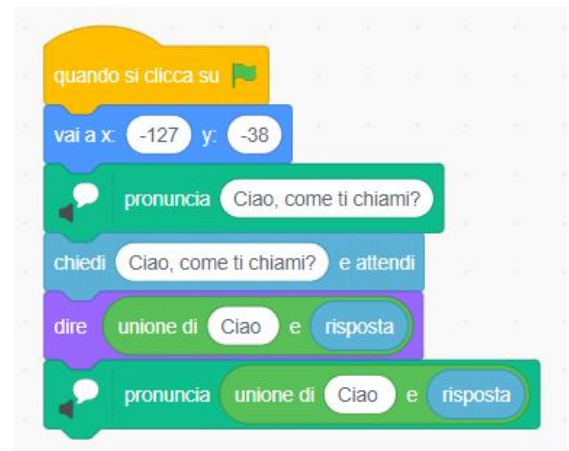 quando si clicca su
vai a x: -127 y: -38
pronuncia Ciao, come ti chiami?
chiedi Ciao, come ti chiami? e attendi
dire unione di Ciao e risposta
pronuncia unione di Ciao e risposta